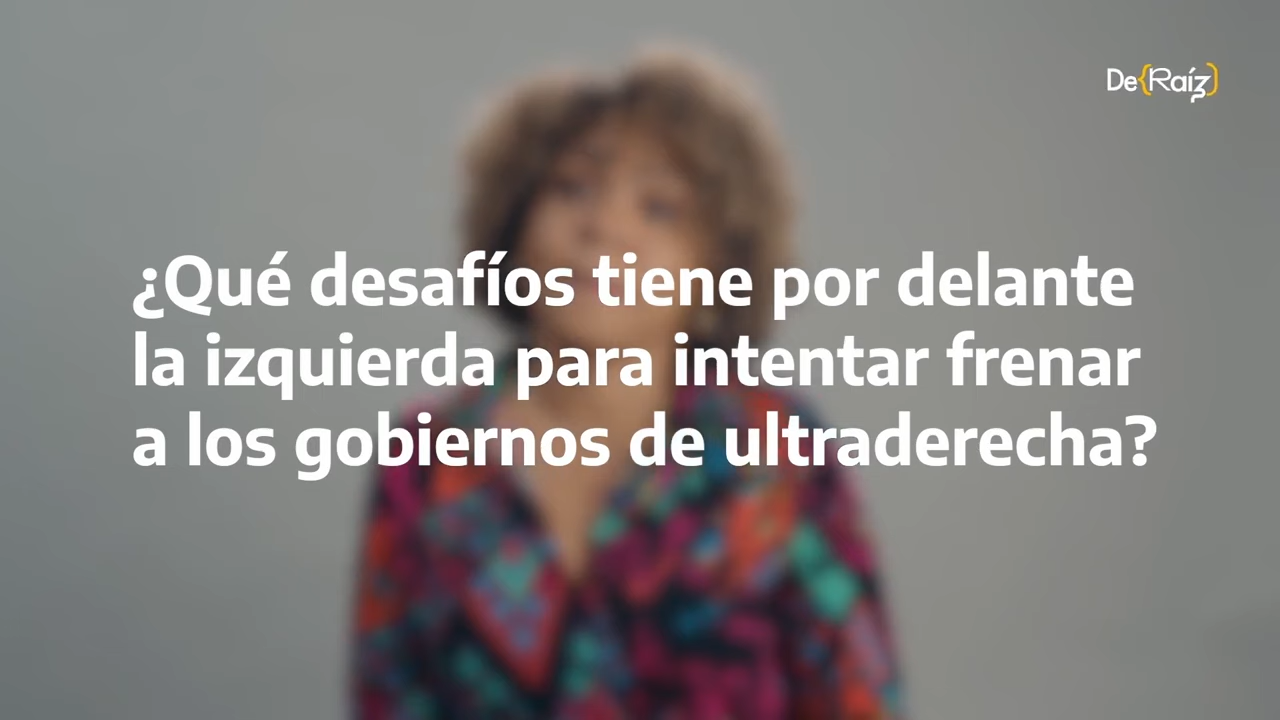 De{Raíz}
¿Qué desafíos tiene por delante
la izquierda para intentar frenar
a los gobiernos de ultraderecha?